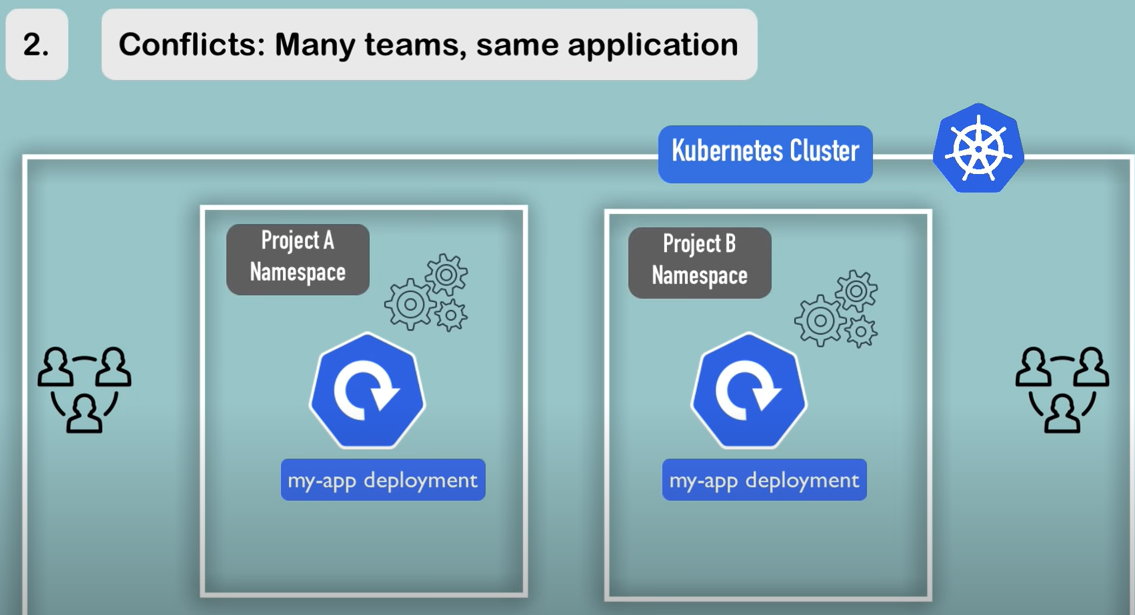 2.
Conflicts: Many teams, same application
Kubernetes Cluster
Project A
Namespace
Project B
Namespace
my-app deployment
my-app deployment